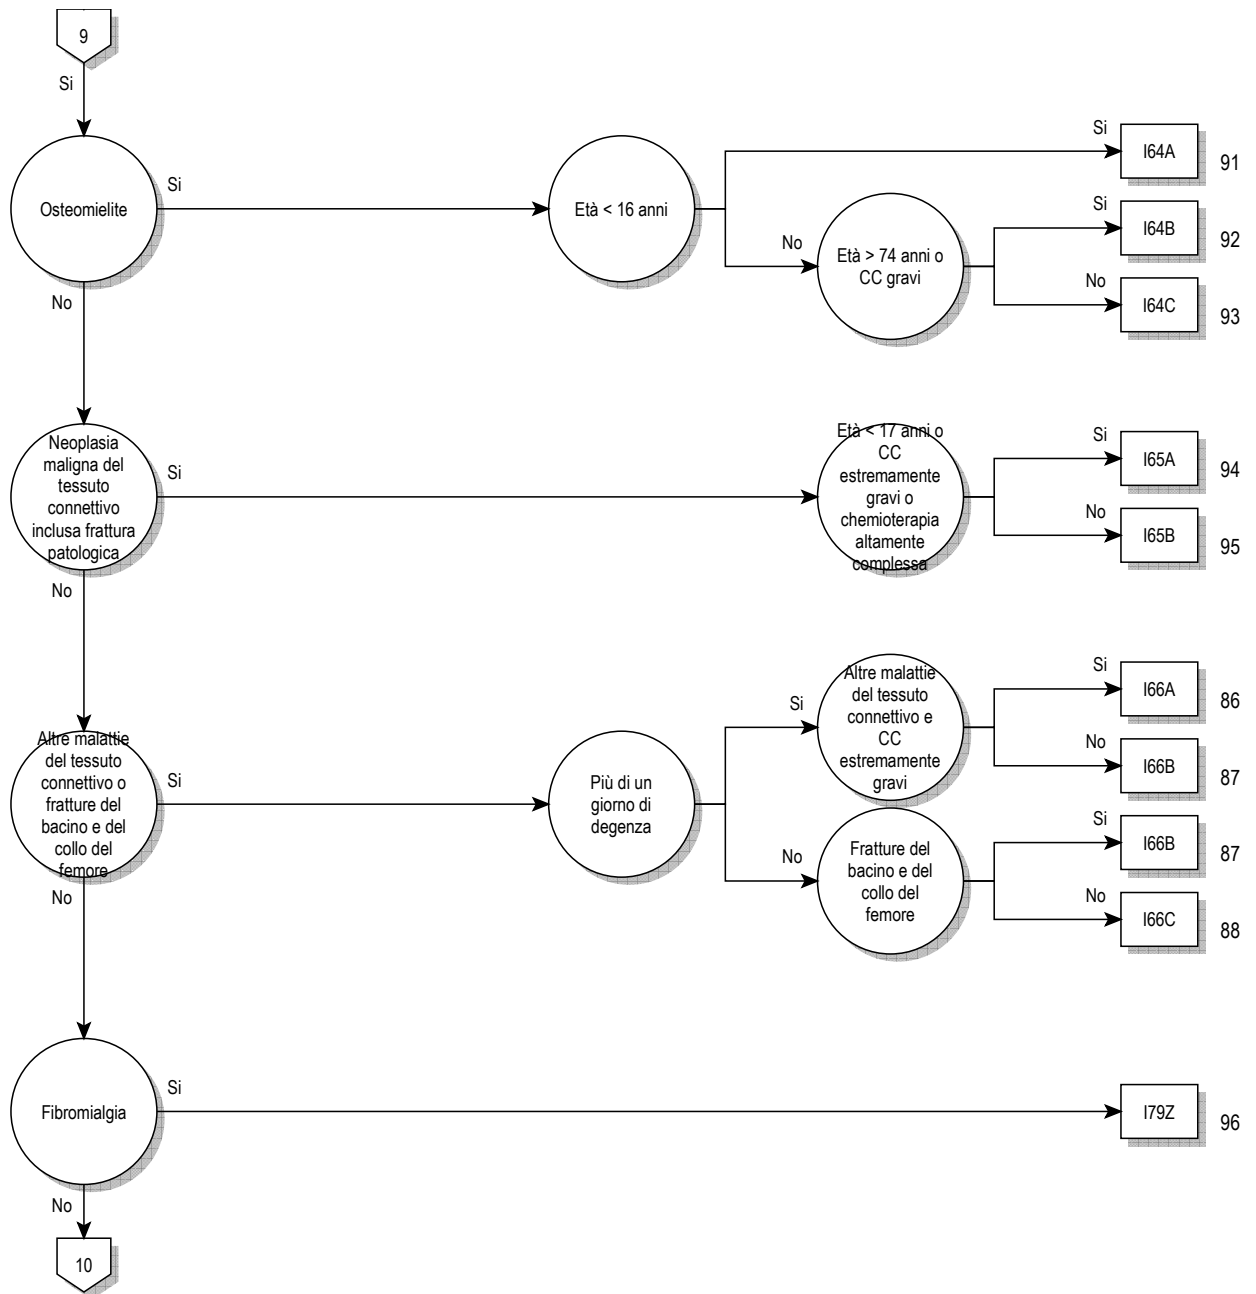 9
Si
Osteomielite
Si
Età < 16 anni
Si
I64A
91
No
Età > 74 anni o
CC gravi
Si
I64B
92
No
I64C
93
No
Neoplasia
maligna del
tessuto
connettivo
inclusa frattura
patologica
Si
Età < 17 anni o
CC
estremamente
gravi o
chemioterapia
altamente
complessa
Si
I65A
94
No
I65B
95
No
Altre malattie
del tessuto
connettivo o
fratture del
bacino e del
collo del
femore
Si
Più di un
giorno di
degenza
Si
Altre malattie
del tessuto
connettivo e
CC
estremamente
gravi
Si
I66A
86
No
I66B
87
No
Fratture del
bacino e del
collo del
femore
Si
I66B
87
No
I66C
88
No
Fibromialgia
Si
I79Z
96
No
10